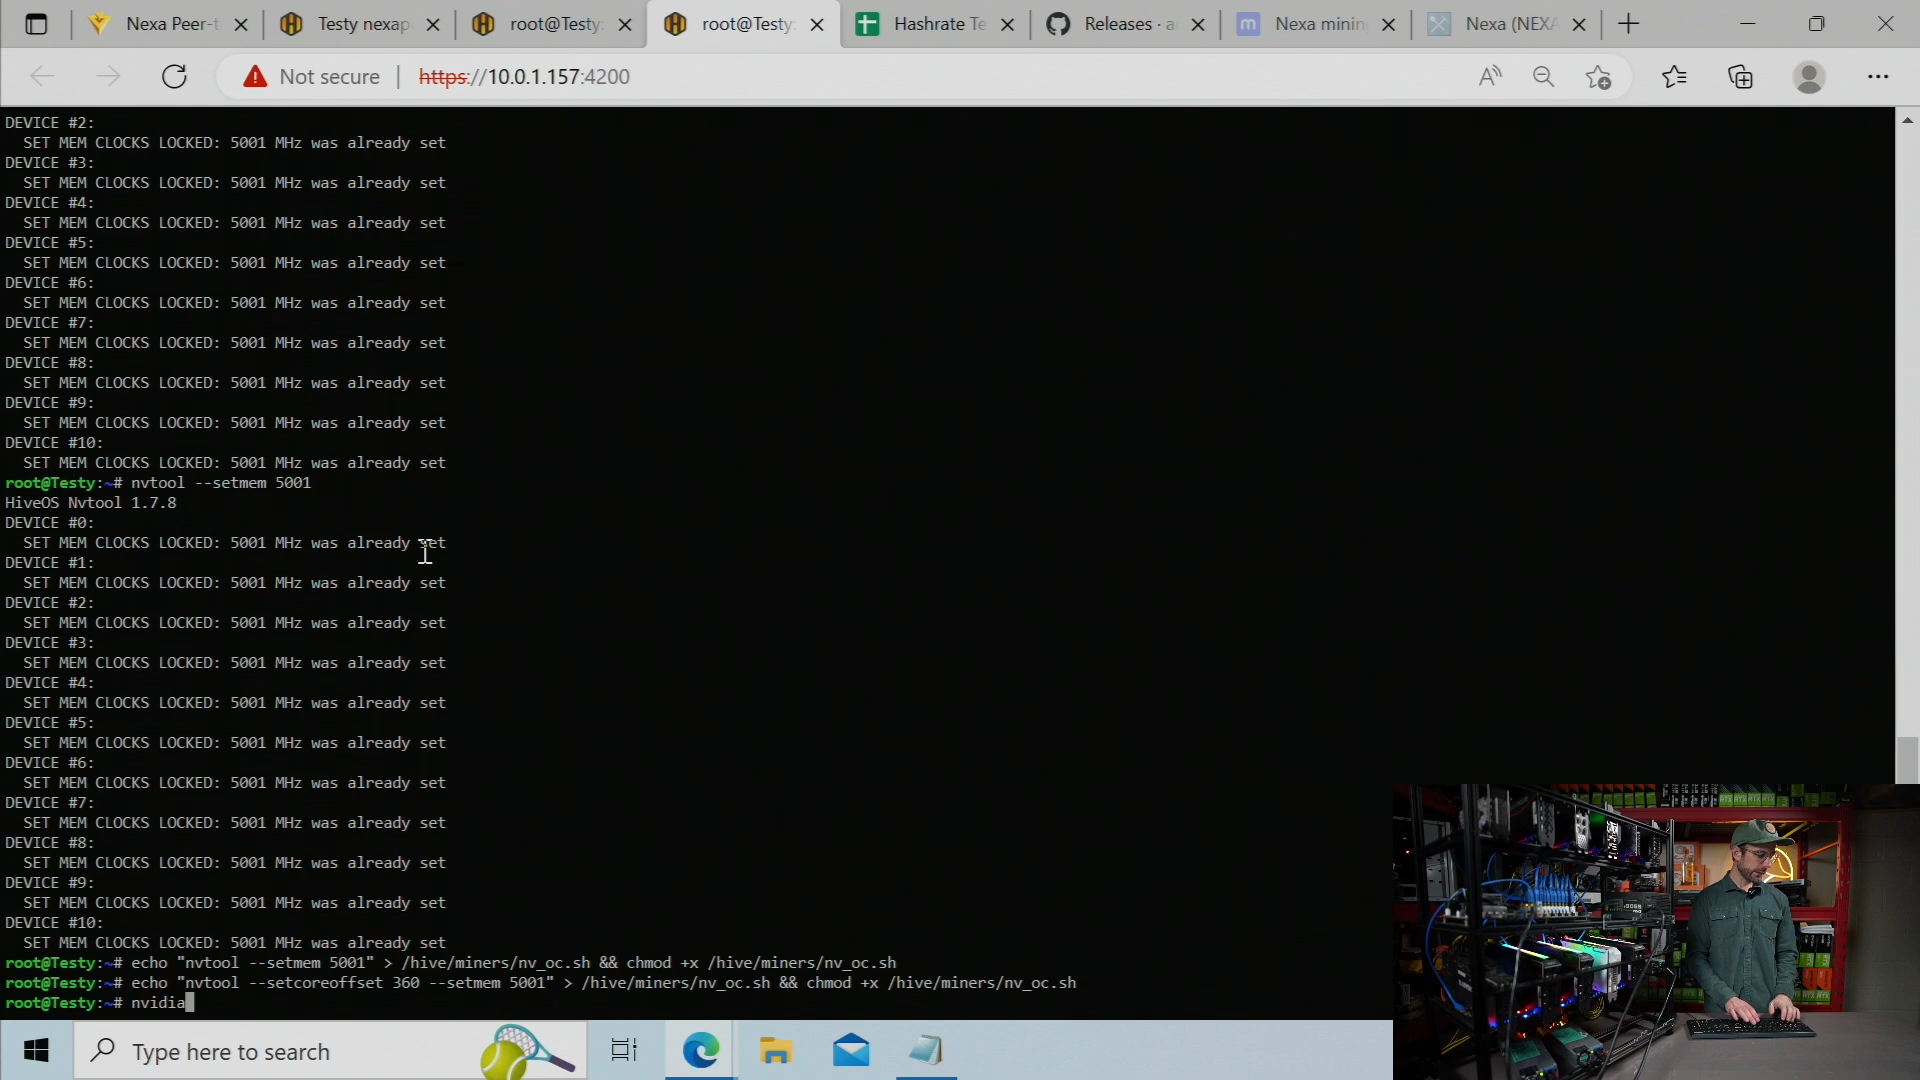 Nexa Peer-t
Testy nexap
root@Testy:
root@Testy:
Hashrate Te
Releases · a
Nexa minin
Nexa (NEXA
Not secure
https://10.0.1.157:4200
DEVICE #2:
SET MEM CLOCKS LOCKED: 5001 MHz was already set
DEVICE #3:
SET MEM CLOCKS LOCKED: 5001 MHz was already set
DEVICE #4:
SET MEM CLOCKS LOCKED: 5001 MHz was already set
DEVICE #5:
SET MEM CLOCKS LOCKED: 5001 MHz was already set
DEVICE #6:
SET MEM CLOCKS LOCKED: 5001 MHz was already set
DEVICE #7:
SET MEM CLOCKS LOCKED: 5001 MHz was already set
DEVICE #8:
SET MEM CLOCKS LOCKED: 5001 MHz was already set
DEVICE #9:
SET MEM CLOCKS LOCKED: 5001 MHz was already set
DEVICE #10:
SET MEM CLOCKS LOCKED: 5001 MHz was already set
root@Testy:~# nvtool --setmem 5001
HiveOS Nvtool 1.7.8
DEVICE #0:
SET MEM CLOCKS LOCKED: 5001 MHz was already set
DEVICE #1:
SET MEM CLOCKS LOCKED: 5001 MHz was already set
DEVICE #2:
SET MEM CLOCKS LOCKED: 5001 MHz was already set
DEVICE #3:
SET MEM CLOCKS LOCKED: 5001 MHz was already set
DEVICE #4:
SET MEM CLOCKS LOCKED: 5001 MHz was already set
DEVICE #5:
SET MEM CLOCKS LOCKED: 5001 MHz was already set
DEVICE #6:
SET MEM CLOCKS LOCKED: 5001 MHz was already set
DEVICE #7:
SET MEM CLOCKS LOCKED: 5001 MHz was already set
DEVICE #8:
SET MEM CLOCKS LOCKED: 5001 MHz was already set
DEVICE #9:
SET MEM CLOCKS LOCKED: 5001 MHz was already set
DEVICE #10:
SET MEM CLOCKS LOCKED: 5001 MHz was already set
root@Testy:~# echo "nvtool --setmem 5001" > /hive/miners/nv_oc.sh && chmod +x /hive/miners/nv_oc.sh
root@Testy:~# echo "nvtool --setcoreoffset 360 --setmem 5001" > /hive/miners/nv_oc.sh && chmod +x /hive/miners/nv_oc.sh
root@Testy:~# nvidia
Type here to search